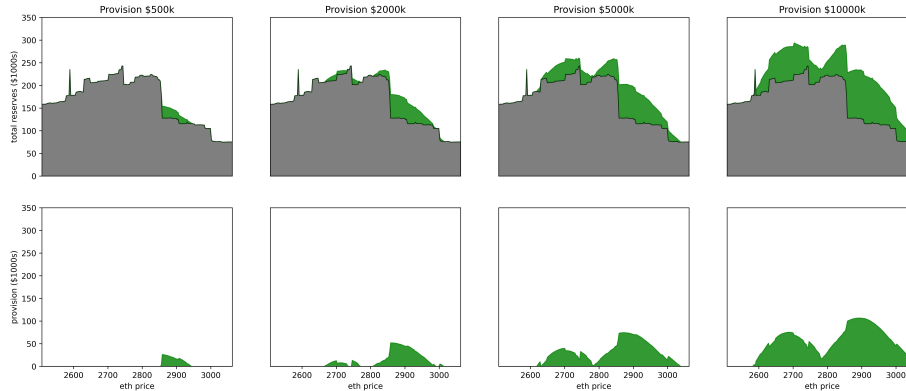 Provision $500k
Provision $2000k
Provision $5000k
Provision $10000k
total reserves ($1000s)
350
300
250
200
150
100
50
0
provision ($1000s)
350
300
250
200
150
100
50
0
2600 2700 2800 2900 3000
2600 2700 2800 2900 3000
2600 2700 2800 2900 3000
2600 2700 2800 2900 3000
eth price
eth price
eth price
eth price